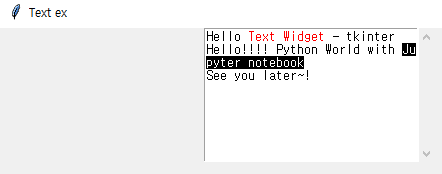 Text ex
Hello Text Widget - tkinter
Hello!!!! Python World with Ju
pyter notebook
See you later~!